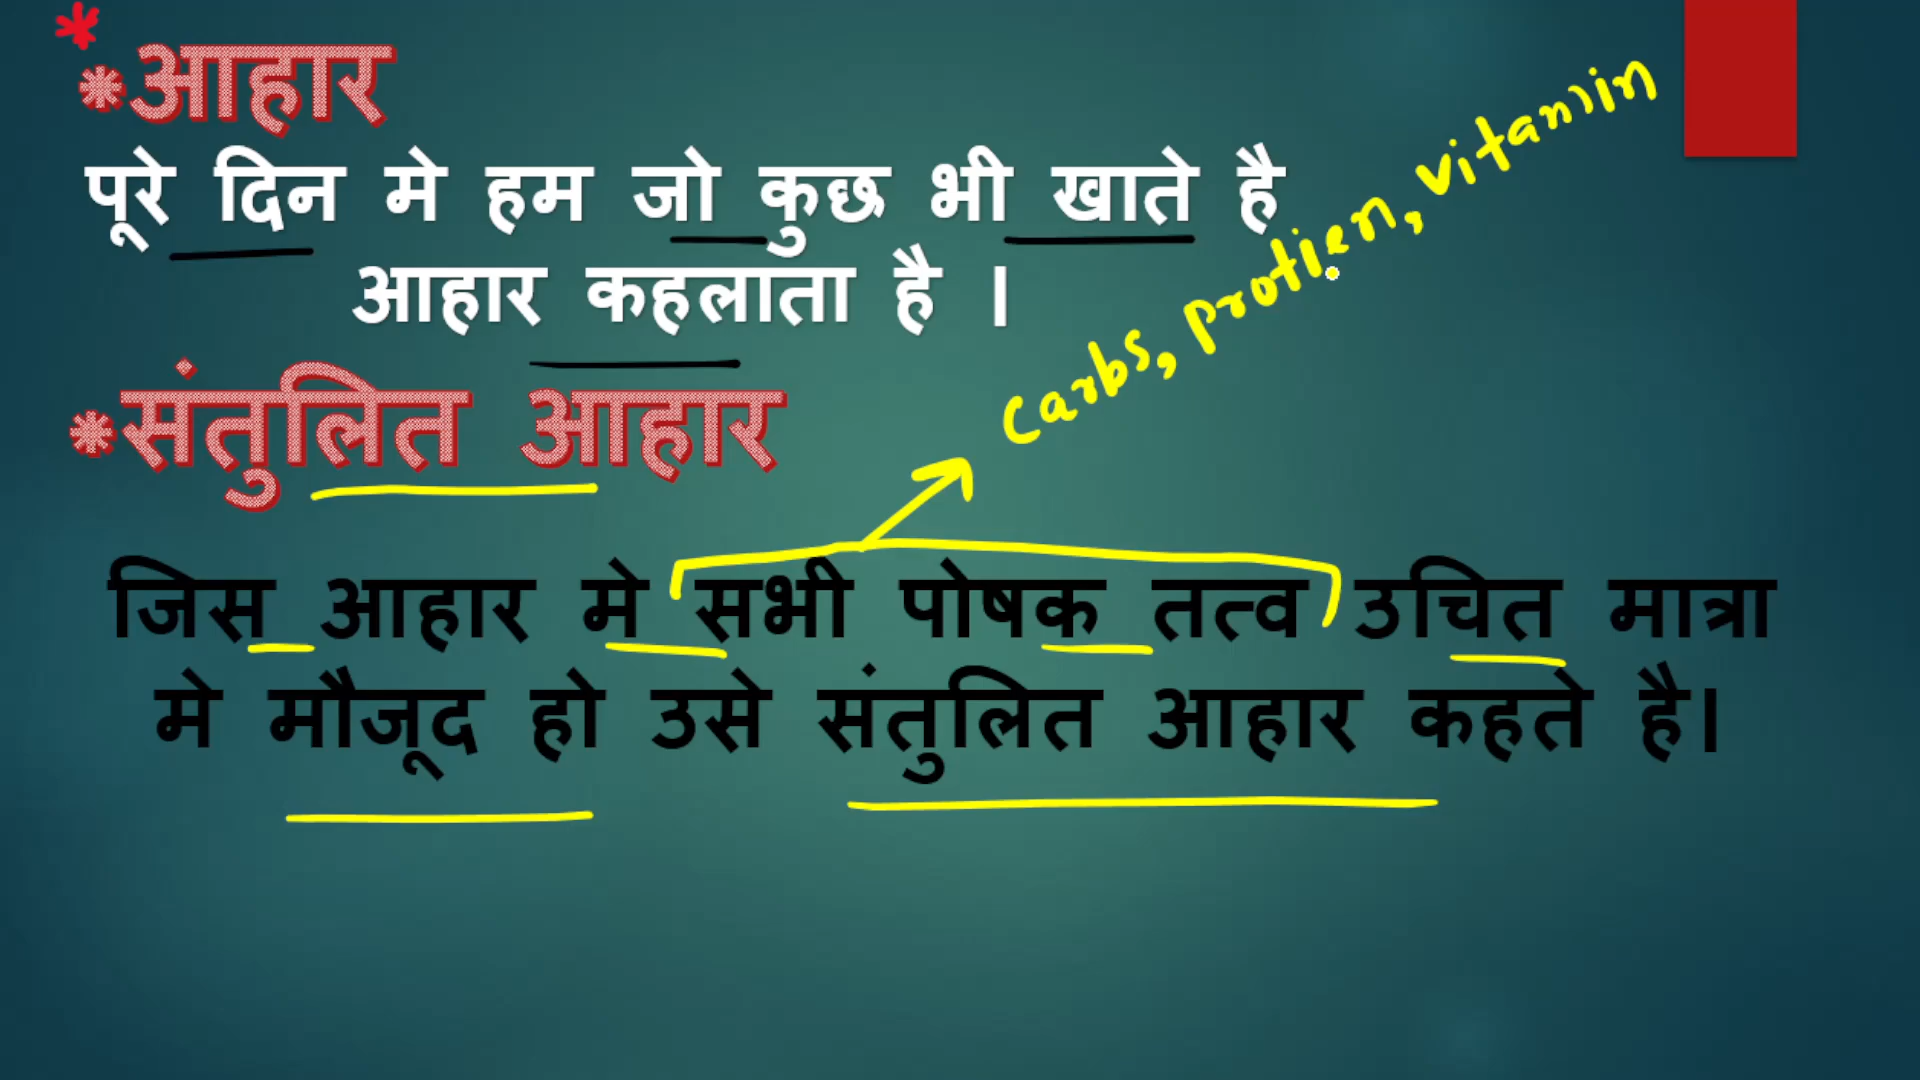 *आहार
पूरे दिन मे हम जो कुछ भी खाते है
आहार कहलाता है ।
*संतुलित आहार
Carbs, protien, vitamin
जिस आहार मे सभी पोषक तत्व उचित मात्रा
मे मौजूद हो उसे संतुलित आहार कहते है।